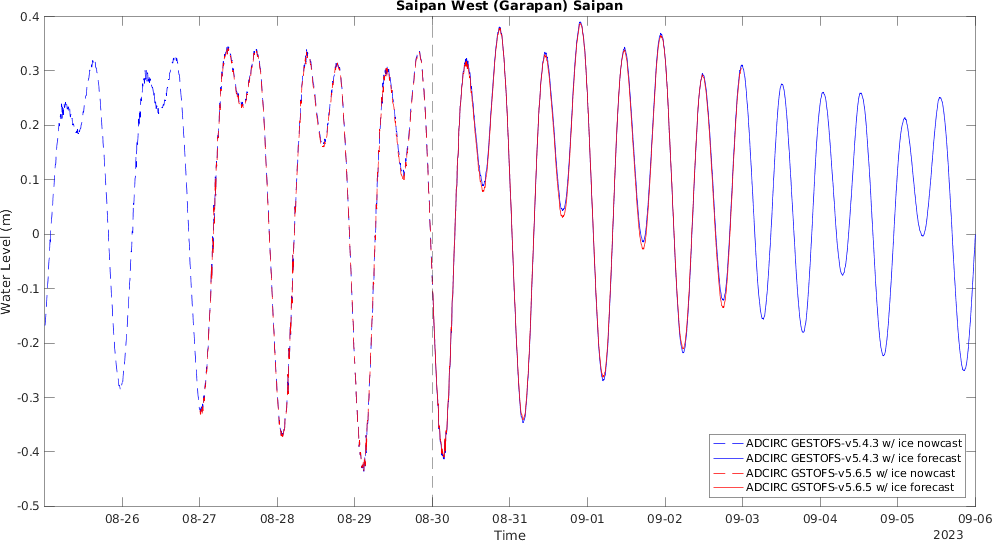 Saipan West (Garapan) Saipan
Water Level (m)
0.4
0.3
0.2
0.1
0
-0.1
-0.2
-0.3
-0.4
-0.5
ADCIRC GESTOFS-v5.4.3 w/ ice nowcast
ADCIRC GESTOFS-v5.4.3 w/ ice forecast
ADCIRC GSTOFS-v5.6.5 w/ ice nowcast
ADCIRC GSTOFS-v5.6.5 w/ ice forecast
08-26 08-27 08-28 08-29 08-30 08-31 09-01 09-02 09-03 09-04 09-05 09-06
Time
2023